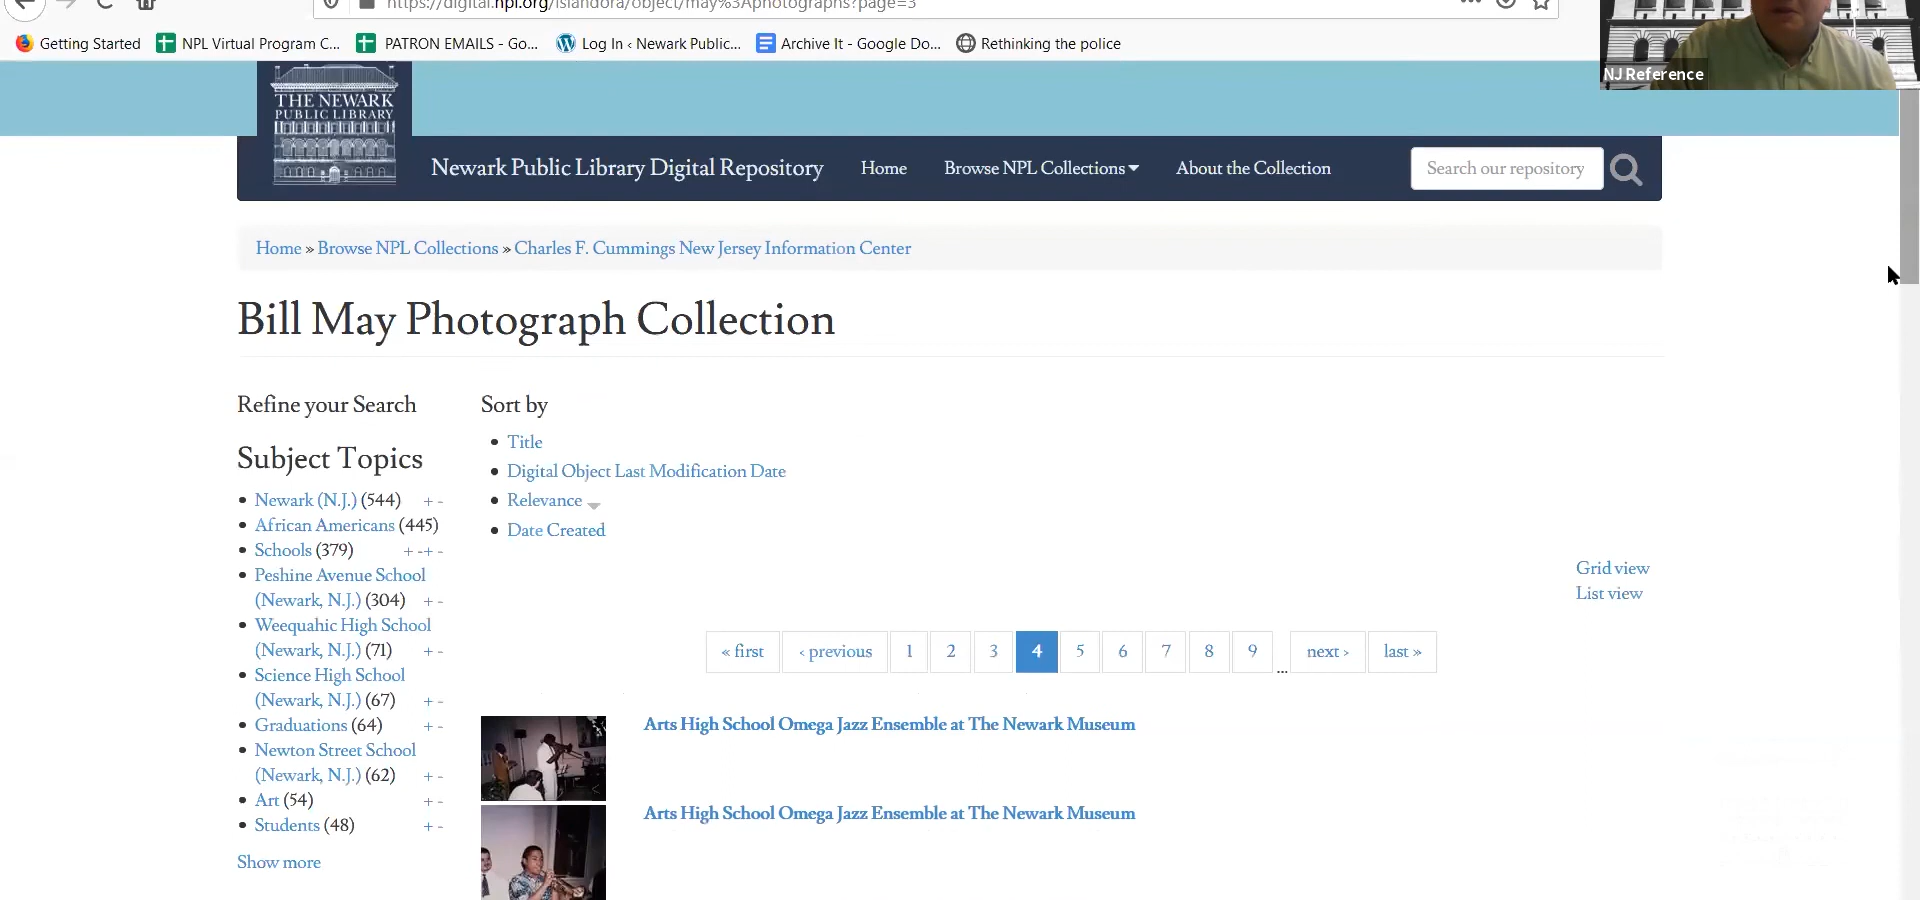 https://digital.npl.org/islandora/object/may%3Aphotographs?page=3
Getting Started
NPL Virtual Program C...
PATRON EMAILS - Go...
Log In ‹ Newark Public...
Archive It - Google Do...
Rethinking the police
NJ Reference
THE NEWARK
PUBLIC LIBRARY
Newark Public Library Digital Repository
Home
Browse NPL Collections
About the Collection
Search our repository
Home » Browse NPL Collections » Charles F. Cummings New Jersey Information Center
Bill May Photograph Collection
Refine your Search
Subject Topics
• Newark (N.J.) (544) + -
• African Americans (445)
• Schools (379) + -+ -
• Peshine Avenue School
(Newark, N.J.) (304) + -
• Weequahic High School
(Newark, N.J.) (71) + -
• Science High School
(Newark, N.J.) (67) + -
• Graduations (64) + -
• Newton Street School
(Newark, N.J.) (62) + -
• Art (54) + -
• Students (48) + -
Show more
Sort by
• Title
• Digital Object Last Modification Date
• Relevance
• Date Created
Grid view
List view
« first ‹ previous 1 2 3 4 5 6 7 8 9 ... next › last »
Arts High School Omega Jazz Ensemble at The Newark Museum
Arts High School Omega Jazz Ensemble at The Newark Museum